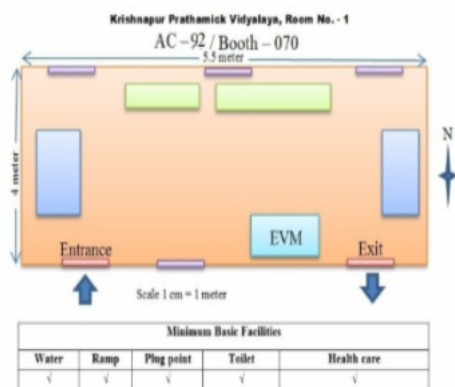 Krishnapur Prathamick Vidyalaya, Room No. - 1
AC – 92 / Booth – 070
5.5 meter
4 meter
N
EVM
Entrance
Exit
Scale 1 cm = 1 meter
Minimum Basic Facilities
Water Ramp Plug point Toilet Health care
√ √ √ √ √